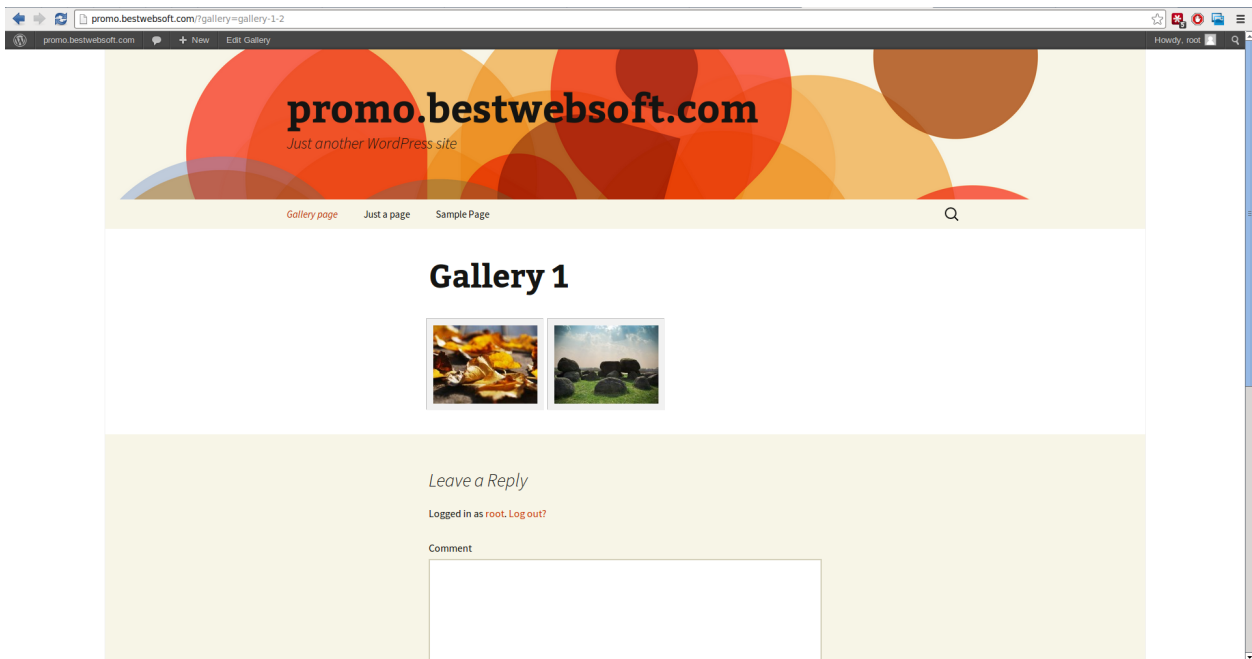 promo.bestwebsoft.com/?gallery=gallery-1-2
promo.bestwebsoft.com + New Edit Gallery Howdy, root
promo.bestwebsoft.com
Just another WordPress site
Gallery page Just a page Sample Page
Gallery 1
Leave a Reply
Logged in as root. Log out?
Comment